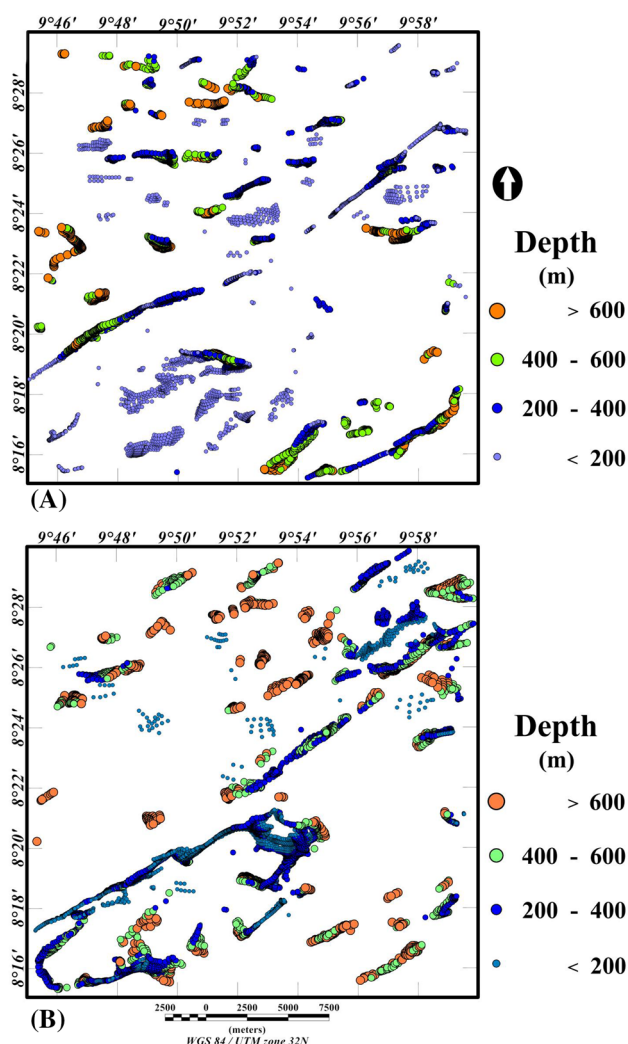 9°46' 9°48' 9°50' 9°52' 9°54' 9°56' 9°58'
8°28'
8°26'
8°24'
8°22'
8°20'
8°18'
8°16'
Depth
(m)
> 600
400 - 600
200 - 400
< 200
(A)
9°46' 9°48' 9°50' 9°52' 9°54' 9°56' 9°58'
8°28'
8°26'
8°24'
8°22'
8°20'
8°18'
8°16'
Depth
(m)
> 600
400 - 600
200 - 400
< 200
(B)
2500 0 2500 5000 7500
(meters)
WGS 84 / UTM zone 32N